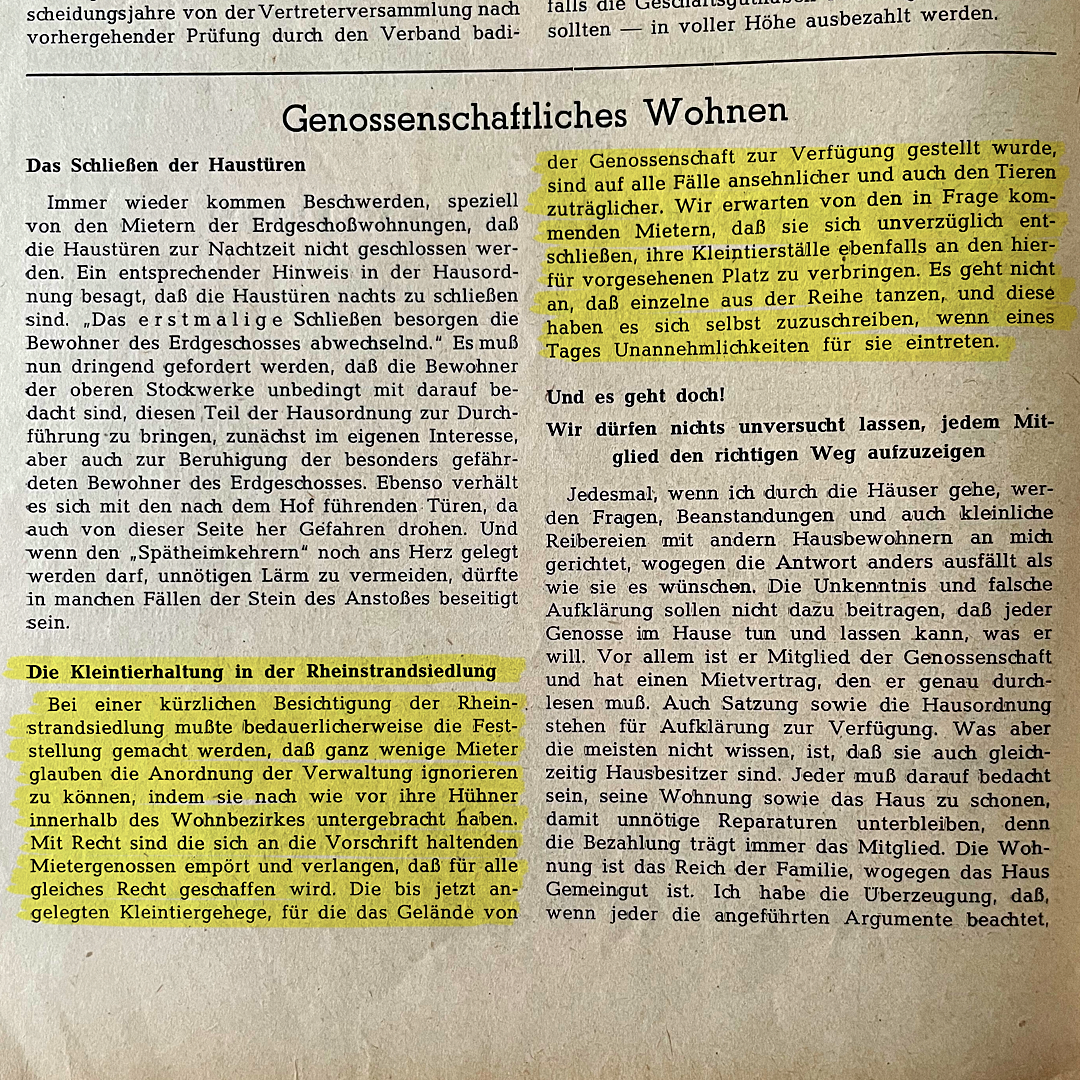 scheidungsjahre von der Vertreterversammlung nach
vorhergehender Prüfung durch den Verband badi-
falls die
sollten — in voller Höhe ausbezahlt werden.
Genossenschaftliches Wohnen
Das Schließen der Haustüren
Immer wieder kommen Beschwerden, speziell
von den Mietern der Erdgeschoßwohnungen, daß
die Haustüren zur Nachtzeit nicht geschlossen wer-
den. Ein entsprechender Hinweis in der Hausord-
nung besagt, daß die Haustüren nachts zu schließen
sind. „Das erstmalige Schließen besorgen die
Bewohner des Erdgeschosses abwechselnd.“ Es muß
nun dringend gefordert werden, daß die Bewohner
der oberen Stockwerke unbedingt mit darauf be-
dacht sind, diesen Teil der Hausordnung zur Durch-
führung zu bringen, zunächst im eigenen Interesse,
aber auch zur Beruhigung der besonders gefähr-
deten Bewohner des Erdgeschosses. Ebenso verhält
es sich mit den nach dem Hof führenden Türen, da
auch von dieser Seite her Gefahren drohen. Und
wenn den „Spätheimkehrern“ noch ans Herz gelegt
werden darf, unnötigen Lärm zu vermeiden, dürfte
in manchen Fällen der Stein des Anstoßes beseitigt
sein.
Die Kleintierhaltung in der Rheinstrandsiedlung
Bei einer kürzlichen Besichtigung der Rhein-
strandsiedlung mußte bedauerlicherweise die Fest-
stellung gemacht werden, daß ganz wenige Mieter
glauben die Anordnung der Verwaltung ignorieren
zu können, indem sie nach wie vor ihre Hühner
innerhalb des Wohnbezirkes untergebracht haben.
Mit Recht sind die sich an die Vorschrift haltenden
Mietergenossen empört und verlangen, daß für alle
gleiches Recht geschaffen wird. Die bis jetzt an-
gelegten Kleintiergehege, für die das Gelände von
der Genossenschaft zur Verfügung gestellt wurde,
sind auf alle Fälle ansehnlicher und auch den Tieren
zuträglicher. Wir erwarten von den in Frage kom-
menden Mietern, daß sie sich unverzüglich ent-
schließen, ihre Kleintierställe ebenfalls an den hier-
für vorgesehenen Platz zu verbringen. Es geht nicht
an, daß einzelne aus der Reihe tanzen, und diese
haben es sich selbst zuzuschreiben, wenn eines
Tages Unannehmlichkeiten für sie eintreten.
Und es geht doch!
Wir dürfen nichts unversucht lassen, jedem Mit-
glied den richtigen Weg aufzuzeigen
Jedesmal, wenn ich durch die Häuser gehe, wer-
den Fragen, Beanstandungen und auch kleinliche
Reibereien mit andern Hausbewohnern an mich
gerichtet, wogegen die Antwort anders ausfällt als
wie sie es wünschen. Die Unkenntnis und falsche
Aufklärung sollen nicht dazu beitragen, daß jeder
Genosse im Hause tun und lassen kann, was er
will. Vor allem ist er Mitglied der Genossenschaft
und hat einen Mietvertrag, den er genau durch-
lesen muß. Auch Satzung sowie die Hausordnung
stehen für Aufklärung zur Verfügung. Was aber
die meisten nicht wissen, ist, daß sie auch gleich-
zeitig Hausbesitzer sind. Jeder muß darauf bedacht
sein, seine Wohnung sowie das Haus zu schonen,
damit unnötige Reparaturen unterbleiben, denn
die Bezahlung trägt immer das Mitglied. Die Woh-
nung ist das Reich der Familie, wogegen das Haus
Gemeingut ist. Ich habe die Überzeugung, daß,
wenn jeder die angeführten Argumente beachtet,